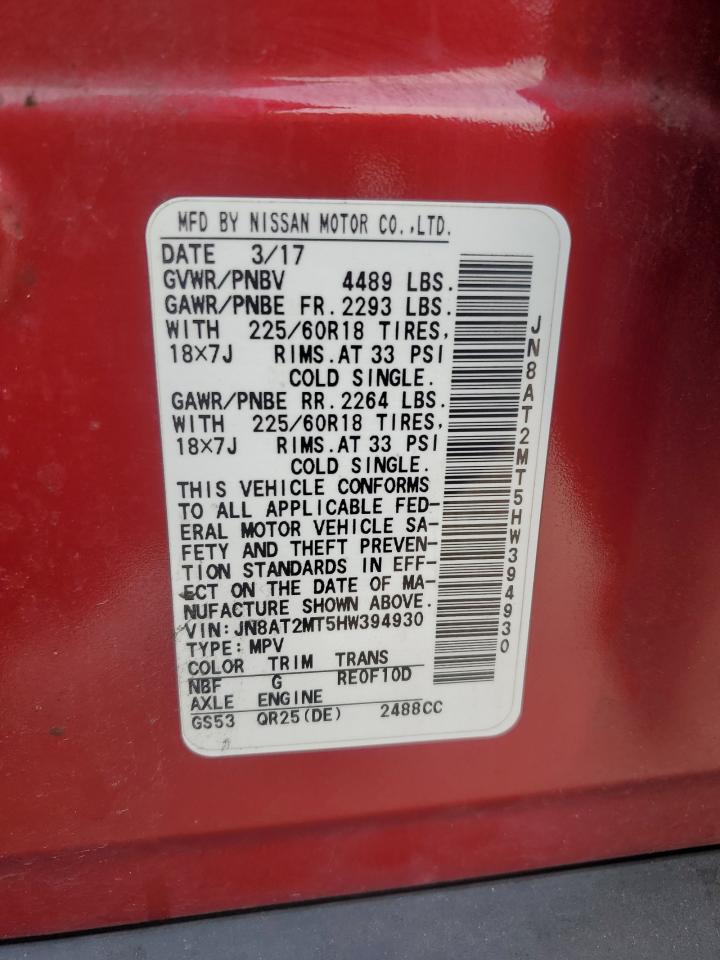 MFD BY NISSAN MOTOR CO.,LTD.
DATE 3/17
GVWR/PNBV 4489 LBS.
GAWR/PNBE FR. 2293 LBS.
WITH 225/60R18 TIRES,
18×7J RIMS.AT 33 PSI
COLD SINGLE.
GAWR/PNBE RR. 2264 LBS.
WITH 225/60R18 TIRES,
18×7J RIMS.AT 33 PSI
COLD SINGLE.
THIS VEHICLE CONFORMS
TO ALL APPLICABLE FED-
ERAL MOTOR VEHICLE SA-
FETY AND THEFT PREVEN-
TION STANDARDS IN EFF-
ECT ON THE DATE OF MA-
NUFACTURE SHOWN ABOVE.
VIN:JN8AT2MT5HW394930
TYPE:MPV
COLOR TRIM TRANS
NBF G RE0F10D
AXLE ENGINE
GS53 QR25(DE) 2488CC
JN8AT2MT5HW394930